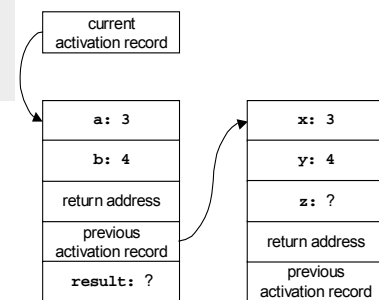 current
activation record
a: 3
b: 4
return address
previous
activation record
result: ?
x: 3
y: 4
z: ?
return address
previous
activation record